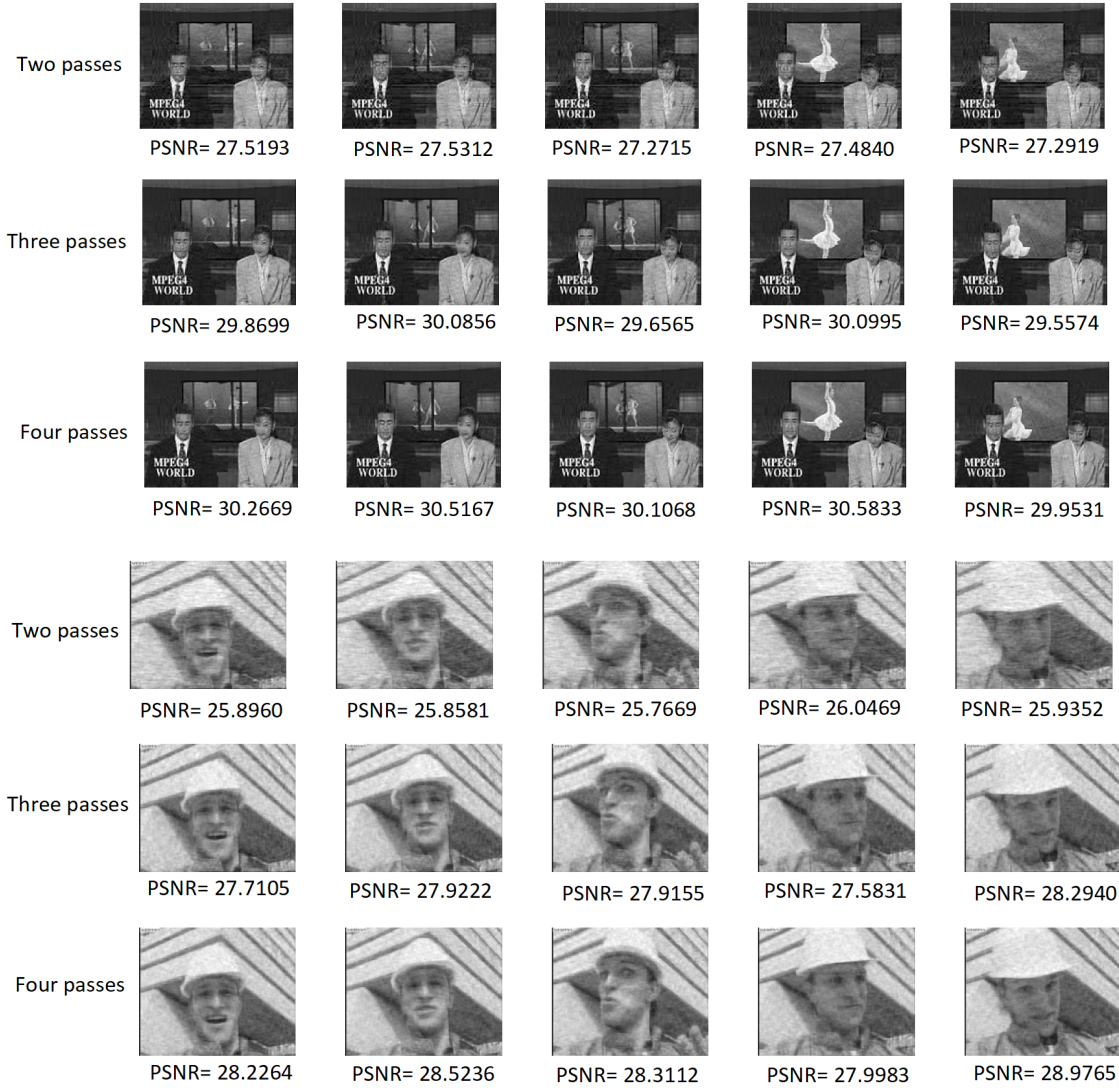 Two passes
MPEG4
WORLD
MPEG4
WORLD
MPEG4
WORLD
MPEG4
WORLD
PSNR= 27.5193
PSNR= 27.5312
PSNR= 27.2715
PSNR= 27.4840
PSNR= 27.2919
Three passes
MPEG4
WORLD
MPEG4
WORLD
MPEG4
WORLD
MPEG4
WORLD
MPEG4
WORLD
PSNR= 29.8699
PSNR= 30.0856
PSNR= 29.6565
PSNR= 30.0995
PSNR= 29.5574
Four passes
MPEG4
WORLD
MPEG4
WORLD
MPEG4
WORLD
MPEG4
WORLD
MPEG4
WORLD
PSNR= 30.2669
PSNR= 30.5167
PSNR= 30.1068
PSNR= 30.5833
PSNR= 29.9531
Two passes
PSNR= 25.8960
PSNR= 25.8581
PSNR= 25.7669
PSNR= 26.0469
PSNR= 25.9352
Three passes
PSNR= 27.7105
PSNR= 27.9222
PSNR= 27.9155
PSNR= 27.5831
PSNR= 28.2940
Four passes
PSNR= 28.2264
PSNR= 28.5236
PSNR= 28.3112
PSNR= 27.9983
PSNR= 28.9765